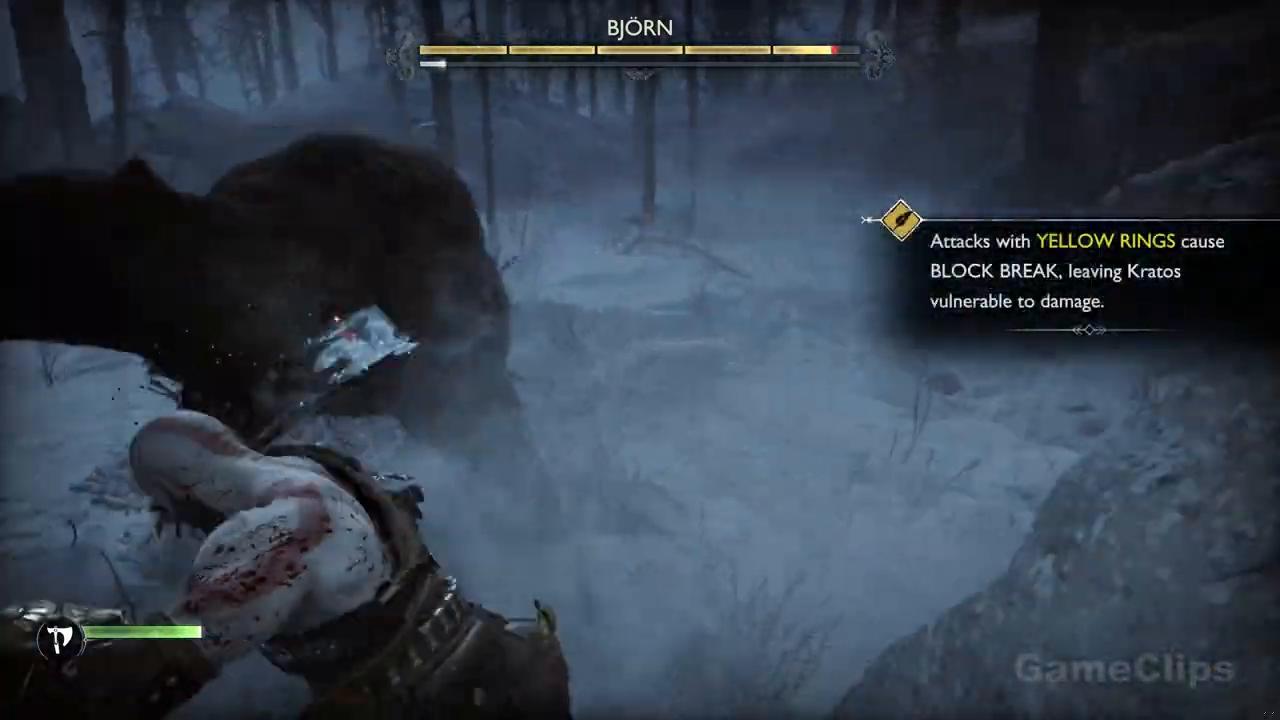 BJÖRN
Attacks with YELLOW RINGS cause
BLOCK BREAK, leaving Kratos
vulnerable to damage.
GameClips